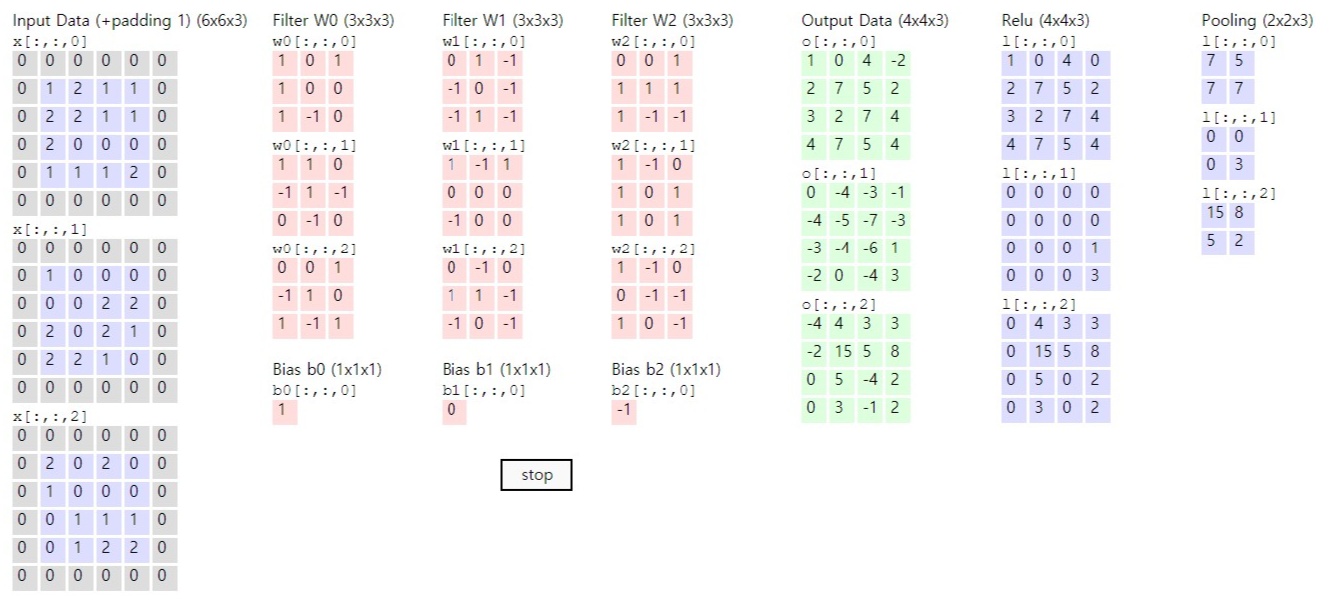 Input Data (+padding 1) (6x6x3)
x[:,:,0]
0 0 0 0 0 0
0 1 2 1 1 0
0 2 2 1 1 0
0 2 0 0 0 0
0 1 1 1 2 0
0 0 0 0 0 0
x[:,:,1]
0 0 0 0 0 0
0 1 0 0 0 0
0 0 0 2 2 0
0 2 0 2 1 0
0 2 2 1 0 0
0 0 0 0 0 0
x[:,:,2]
0 0 0 0 0 0
0 2 0 2 0 0
0 1 0 0 0 0
0 0 1 1 1 0
0 0 1 2 2 0
0 0 0 0 0 0
Filter W0 (3x3x3)
w0[:,:,0]
1 0 1
1 0 0
1 -1 0
w0[:,:,1]
1 1 0
-1 1 -1
0 -1 0
w0[:,:,2]
0 0 1
-1 1 0
1 -1 1
Bias b0 (1x1x1)
b0[:,:,0]
1
Filter W1 (3x3x3)
w1[:,:,0]
0 1 -1
-1 0 -1
-1 1 -1
w1[:,:,1]
1 -1 1
0 0 0
-1 0 0
w1[:,:,2]
0 -1 0
1 1 -1
-1 0 -1
Bias b1 (1x1x1)
b1[:,:,0]
0
Filter W2 (3x3x3)
w2[:,:,0]
0 0 1
1 1 1
1 -1 -1
w2[:,:,1]
1 -1 0
1 0 1
1 0 1
w2[:,:,2]
1 -1 0
0 -1 -1
1 0 -1
Bias b2 (1x1x1)
b2[:,:,0]
-1
stop
Output Data (4x4x3)
o[:,:,0]
1 0 4 -2
2 7 5 2
3 2 7 4
4 7 5 4
o[:,:,1]
0 -4 -3 -1
-4 -5 -7 -3
-3 -1 -6 1
-2 0 -4 3
o[:,:,2]
-4 4 3 3
-2 15 5 8
0 5 -4 2
0 3 -1 2
Relu (4x4x3)
l[:,:,0]
1 0 4 0
2 7 5 2
3 2 7 4
4 7 5 4
l[:,:,1]
0 0 0 0
0 0 0 0
0 0 0 1
0 0 0 3
l[:,:,2]
0 4 3 3
0 15 5 8
0 5 0 2
0 3 0 2
Pooling (2x2x3)
l[:,:,0]
7 5
7 7
l[:,:,1]
0 0
0 3
l[:,:,2]
15 8
5 2